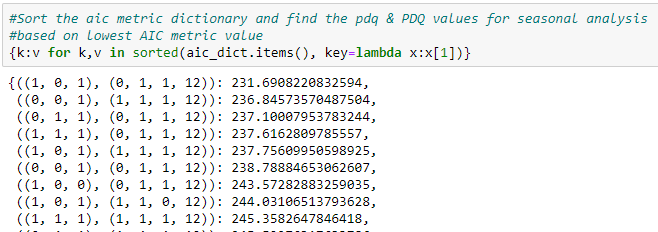 #Sort the aic metric dictionary and find the pdq & PDQ values for seasonal analysis
#based on lowest AIC metric value
{k:v for k,v in sorted(aic_dict.items(), key=lambda x:x[1])}
{((1, 0, 1), (0, 1, 1, 12)): 231.6908220832594,
((0, 0, 1), (1, 1, 1, 12)): 236.84573570487504,
((0, 1, 1), (0, 1, 1, 12)): 237.10007953783244,
((1, 1, 1), (0, 1, 1, 12)): 237.6162809785557,
((1, 0, 1), (1, 1, 1, 12)): 237.75609950598925,
((0, 0, 1), (0, 1, 1, 12)): 238.78884653062607,
((1, 0, 0), (0, 1, 1, 12)): 243.57282883259035,
((1, 0, 1), (1, 1, 0, 12)): 244.03106513793628,
((1, 1, 1), (1, 1, 1, 12)): 245.3582647846418,